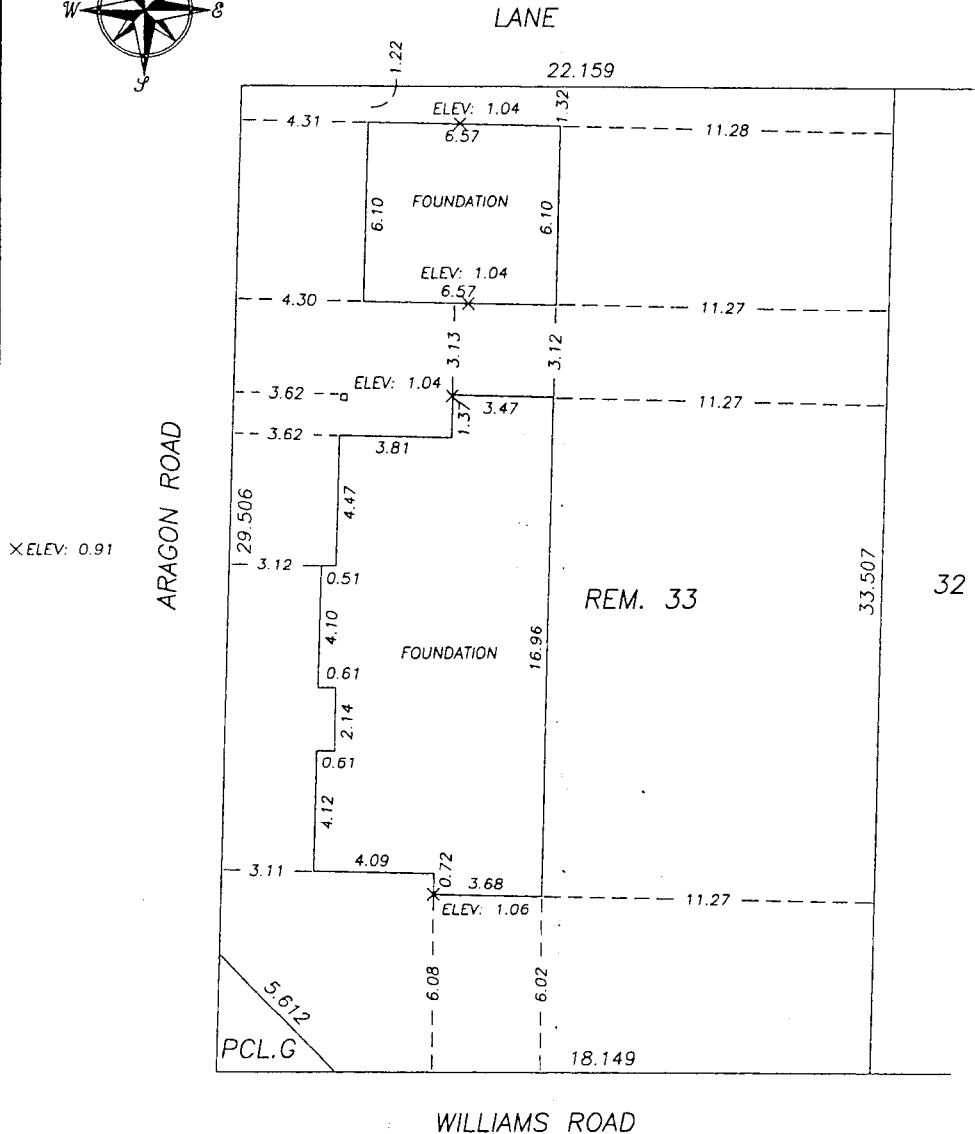 W E
S
LANE
1.22
22.159
ELEV: 1.04
1.32
4.31
6.57
11.28
6.10
FOUNDATION
6.10
ELEV: 1.04
6.57
4.30
11.27
3.13
3.12
ELEV: 1.04
3.62
11.27
3.47
1.37
3.62
3.81
ARAGON ROAD
29.506
4.47
ELEV: 0.91
3.12
0.51
33.507
32
REM. 33
4.10
FOUNDATION
16.96
0.61
2.14
0.61
4.12
4.09
3.11
0.72
3.68
11.27
ELEV: 1.06
6.08
6.02
5.612
PCL.G
18.149
WILLIAMS ROAD